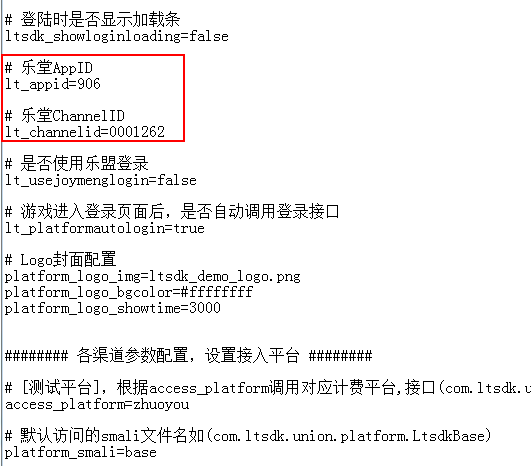 # 登陆时是否显示加载条
ltsdk_showloginloading=false
# 乐堂AppID
lt_appid=906
# 乐堂ChannelID
lt_channelid=0001262
# 是否使用乐盟登录
lt_usejoymenglogin=false
# 游戏进入登录页面后，是否自动调用登录接口
lt_platformautologin=true
# Logo封面配置
platform_logo_img=ltsdk_demo_logo.png
platform_logo_bgcolor=#ffffffff
platform_logo_showtime=3000
######## 各渠道参数配置，设置接入平台 ########
# [测试平台]，根据access_platform调用对应计费平台,接口(com.ltsdk.u
access_platform=zhuoyou
# 默认访问的smali文件名如(com.ltsdk.union.platform.LtsdkBase)
platform_smali=base